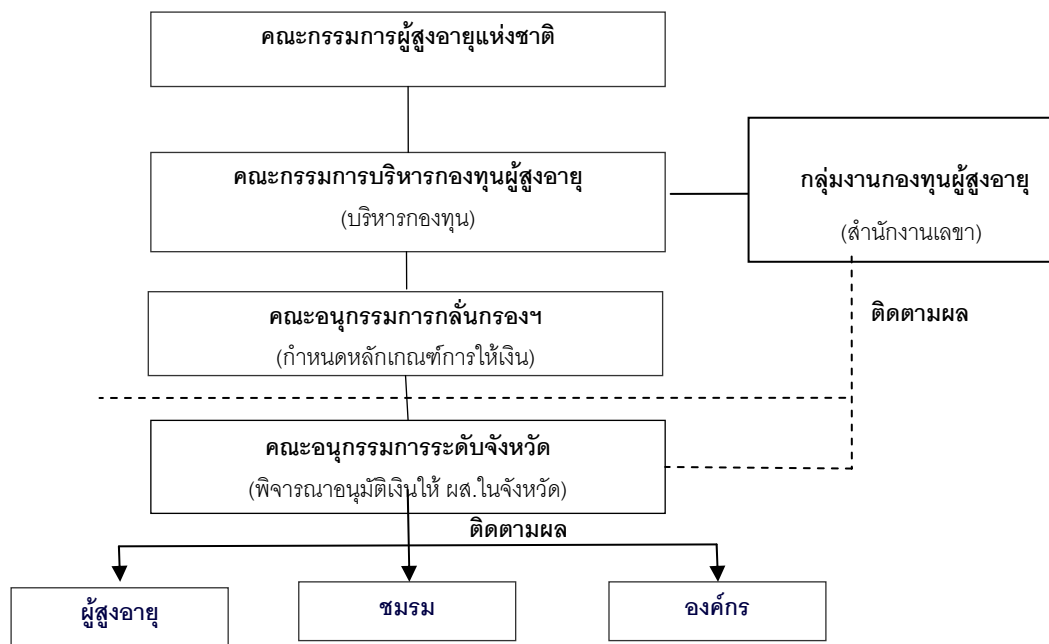 คณะกรรมการผู้สูงอายุแห่งชาติ
คณะกรรมการบริหารกองทุนผู้สูงอายุ
(บริหารกองทุน)
กลุ่มงานกองทุนผู้สูงอายุ
(สำนักงานเลขา)
คณะอนุกรรมการกลั่นกรองฯ
(กำหนดหลักเกณฑ์การให้เงิน)
ติดตามผล
คณะอนุกรรมการระดับจังหวัด
(พิจารณาอนุมัติเงินให้ ผส.ในจังหวัด)
ติดตามผล
ผู้สูงอายุ
ชมรม
องค์กร